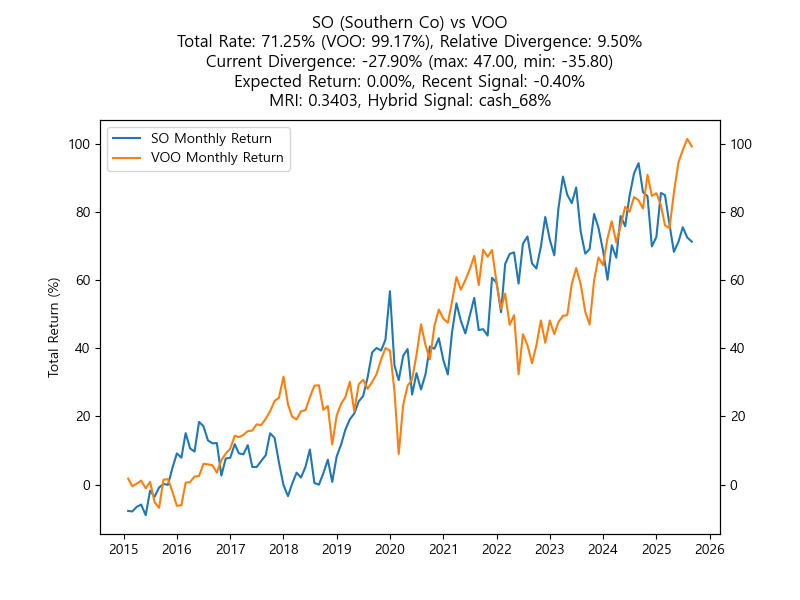 SO (Southern Co) vs VOO
Total Rate: 71.25% (VOO: 99.17%), Relative Divergence: 9.50%
Current Divergence: -27.90% (max: 47.00, min: -35.80)
Expected Return: 0.00%, Recent Signal: -0.40%
MRI: 0.3403, Hybrid Signal: cash_68%
SO Monthly Return
VOO Monthly Return
Total Return (%)
100
80
60
40
20
0
100
80
60
40
20
0
2015 2016 2017 2018 2019 2020 2021 2022 2023 2024 2025 2026